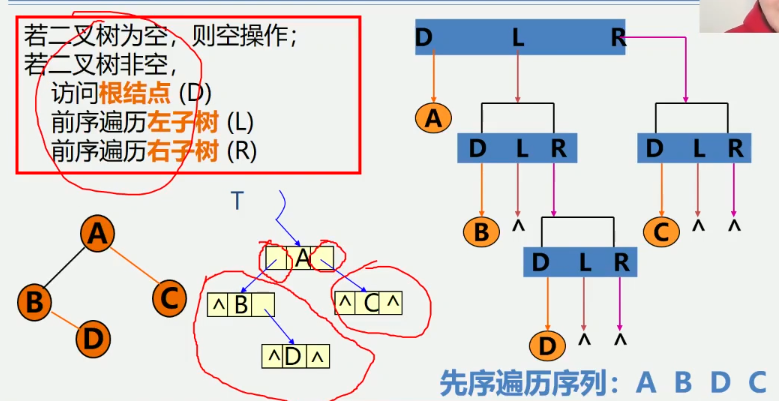 若二叉树为空，则空操作；
若二叉树非空，
访问根结点 (D)
前序遍历左子树 (L)
前序遍历右子树 (R)
D L R
A
D L R
D L R
B ^ ^
C ^ ^
D L R
D ^ ^
T
A
^ B
^ C ^
^ D ^
A
B
C
D
先序遍历序列：A B D C